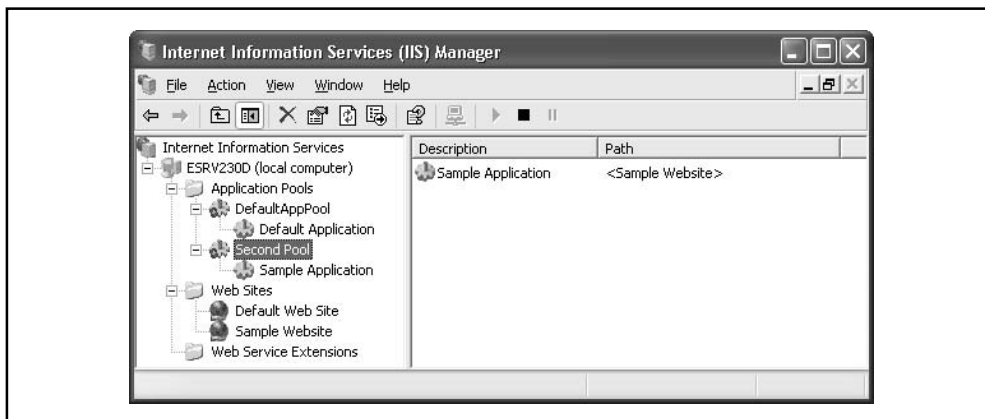 Internet Information Services (IIS) Manager
File Action View Window Help
Internet Information Services
ESRV230D (local computer)
Application Pools
DefaultAppPool
Default Application
Second Pool
Sample Application
Web Sites
Default Web Site
Sample Website
Web Service Extensions
Description Path
Sample Application <Sample Website>